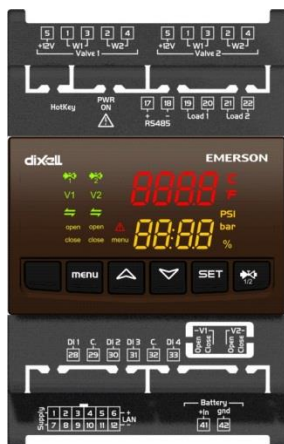 5 1 3 2 4 5 1 3 2 4
+12V W1 W2 +12V W1 W2
Valve 1 Valve 2
HotKey PWR ON 17 18 19 20 21 22
+ - Load 1 Load 2
RS485
dixell EMERSON
88.8.8 C
F
V1 V2
PSI
open open 88:88 bar
close close menu %
menu SET 1/2
DI 1 C. DI 2 DI 3 C. DI 4 V1 V2
28 29 30 31 32 33 Open Close Open Close
Supply 1 2 3 4 5 6 + LAN Battery
7 8 9 10 11 12 - +In gnd
41 42